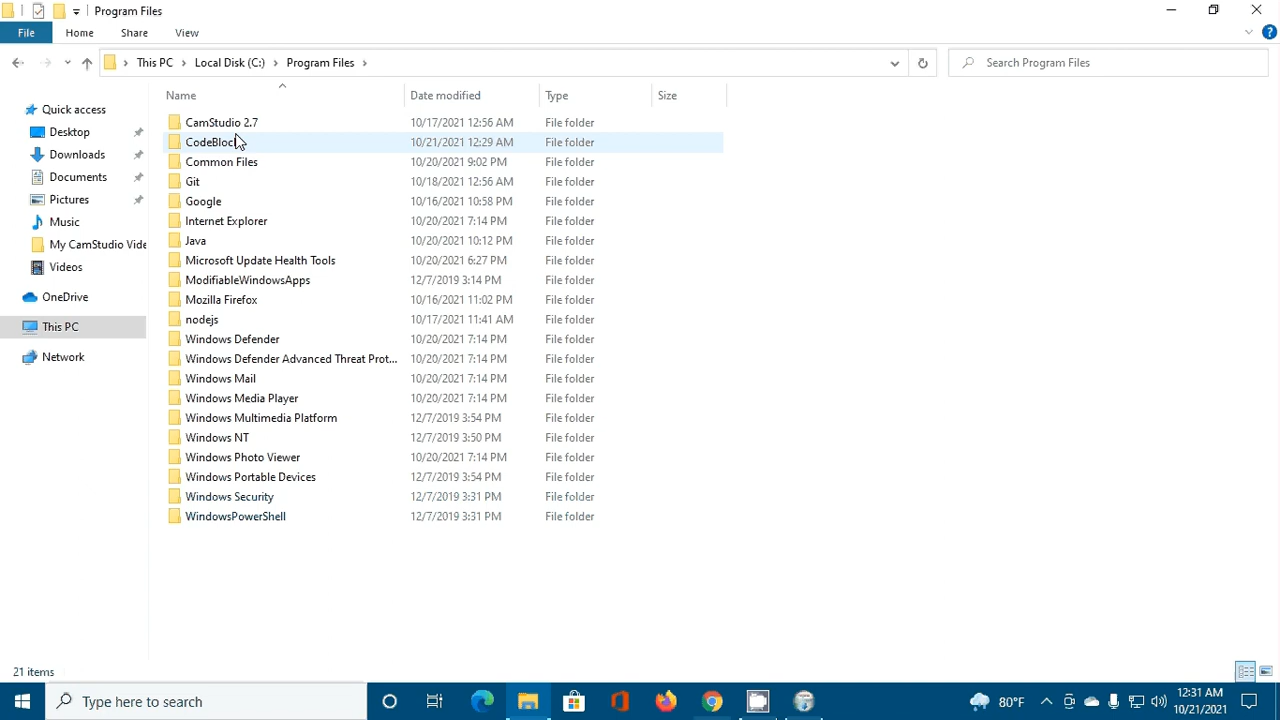 Program Files
File Home Share View
This PC Local Disk (C:) Program Files Search Program Files
Name Date modified Type Size
Quick access
Desktop
Downloads
Documents
Pictures
Music
My CamStudio Vide
Videos
OneDrive
This PC
Network
CamStudio 2.7 10/17/2021 12:56 AM File folder
10/21/2021 12:29 AM File folder
Common Files 10/20/2021 9:02 PM File folder
Git 10/18/2021 12:56 AM File folder
Google 10/16/2021 10:58 PM File folder
Internet Explorer 10/20/2021 7:14 PM File folder
Java 10/20/2021 10:12 PM File folder
Microsoft Update Health Tools 10/20/2021 6:27 PM File folder
ModifiableWindowsApps 12/7/2019 3:14 PM File folder
Mozilla Firefox 10/16/2021 11:02 PM File folder
nodejs 10/17/2021 11:41 AM File folder
Windows Defender 10/20/2021 7:14 PM File folder
Windows Defender Advanced Threat Prot... 10/20/2021 7:14 PM File folder
Windows Mail 10/20/2021 7:14 PM File folder
Windows Media Player 10/20/2021 7:14 PM File folder
Windows Multimedia Platform 12/7/2019 3:54 PM File folder
Windows NT 12/7/2019 3:50 PM File folder
Windows Photo Viewer 10/20/2021 7:14 PM File folder
Windows Portable Devices 12/7/2019 3:54 PM File folder
Windows Security 12/7/2019 3:31 PM File folder
WindowsPowerShell 12/7/2019 3:31 PM File folder
21 items
Type here to search
80°F
12:31 AM
10/21/2021